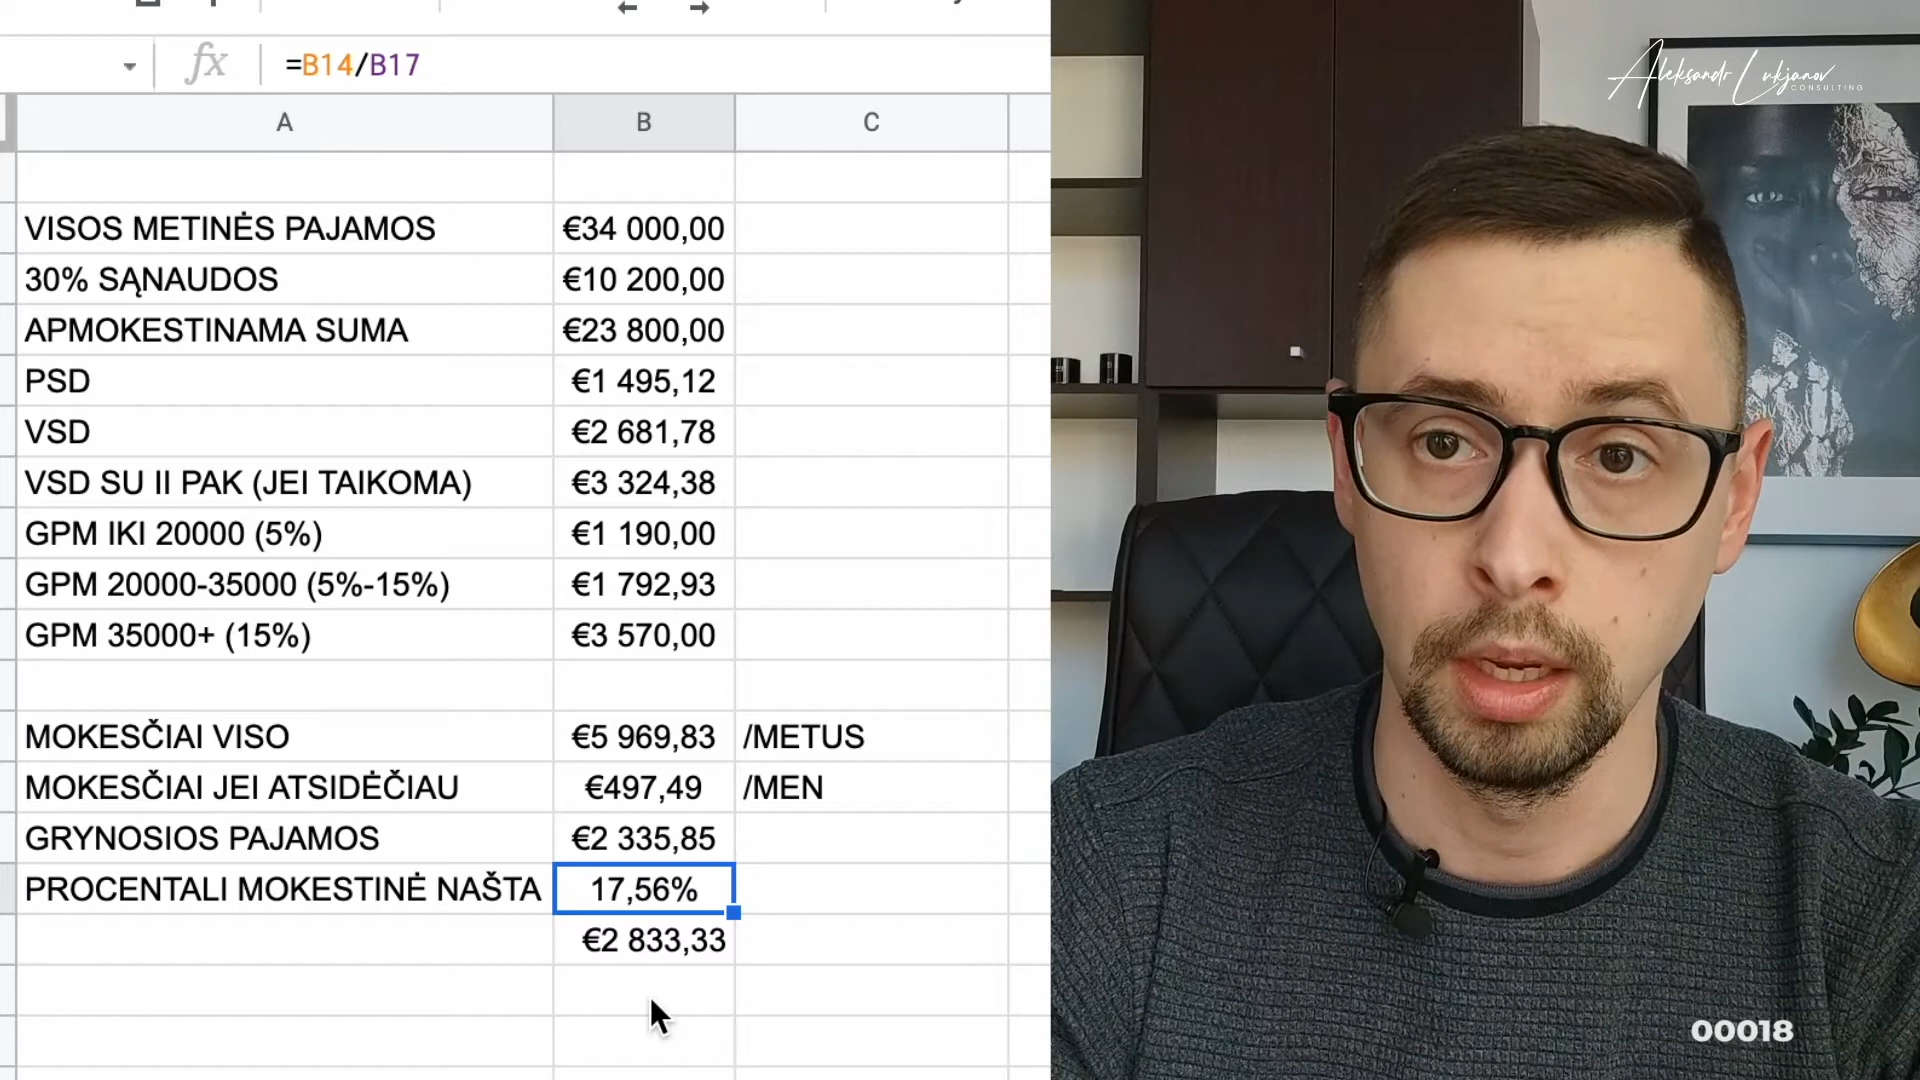 =B14/B17
A B C
VISOS METINĖS PAJAMOS €34 000,00
30% SĄNAUDOS €10 200,00
APMOKESTINAMA SUMA €23 800,00
PSD €1 495,12
VSD €2 681,78
VSD SU II PAK (JEI TAIKOMA) €3 324,38
GPM IKI 20000 (5%) €1 190,00
GPM 20000-35000 (5%-15%) €1 792,93
GPM 35000+ (15%) €3 570,00
MOKESČIAI VISO €5 969,83 /METUS
MOKESČIAI JEI ATSIDĖČIAU €497,49 /MEN
GRYNOSIOS PAJAMOS €2 335,85
PROCENTALI MOKESTINĖ NAŠTA 17,56%
€2 833,33
Aleksandr Lukjanov
CONSULTING
00018